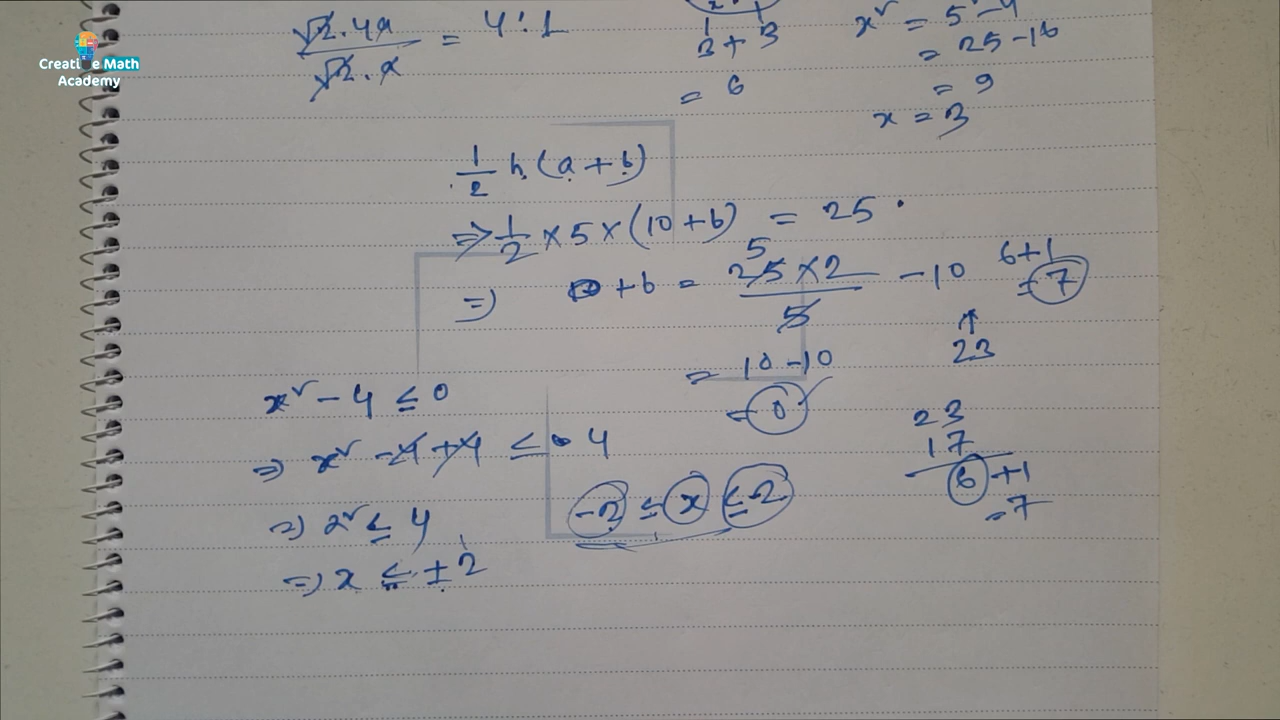 Creative Math
Academy
√2.4a / √2.a = 4:1
3+3
= 6
x² = 5²-4
= 25-16
= 9
x = 3
1/2 h (a+b)
⇒ 1/2 × 5 × (10+b) = 25
⇒ +b = 25×2 / 5 -10
5
= 10-10
= 0
6+1
= 7
↑
23
23
17
6 +1
= 7
x² - 4 ≤ 0
⇒ x² - 4 + 4 ≤ 4
⇒ x² ≤ 4
⇒ x ≤ ±2
-2 ≤ x ≤ 2